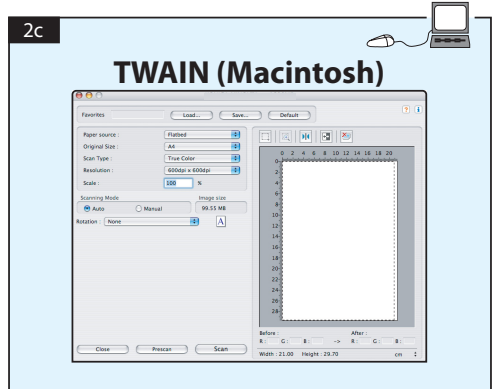 2c
TWAIN (Macintosh)
Favorites Load... Save... Default ? i
Paper source : Flatbed
Original Size : A4
Scan Type : True Color
Resolution : 600dpi x 600dpi
Scale : 100 %
Scanning Mode Image size
Auto Manual 99.55 MB
Rotation : None A
0 2 4 6 8 10 12 14 16 18 20
0
2
4
6
8
10
12
14
16
18
20
22
24
26
28
Before : After :
R : G : B : -> R : G : B :
Close Prescan Scan
Width : 21.00 Height : 29.70 cm